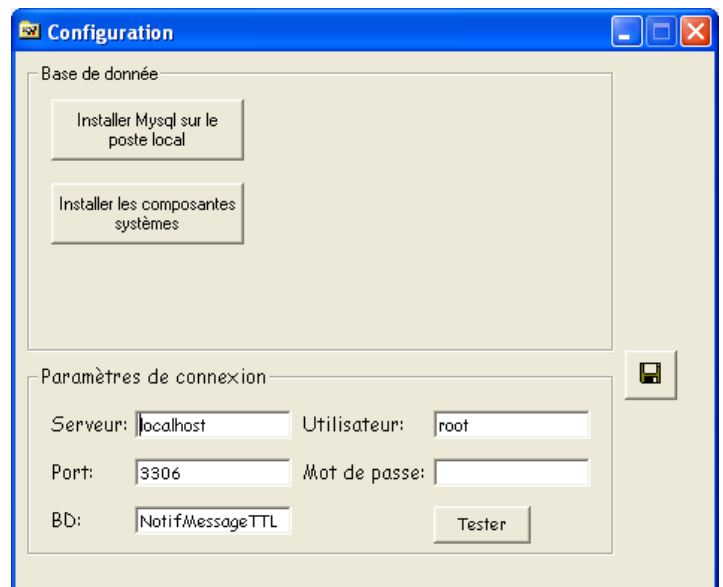 Configuration
Base de donnée
Installer Mysql sur le
poste local
Installer les composantes
systèmes
Paramètres de connexion
Serveur: localhost Utilisateur: root
Port: 3306 Mot de passe:
BD: NotifMessageTTL Tester